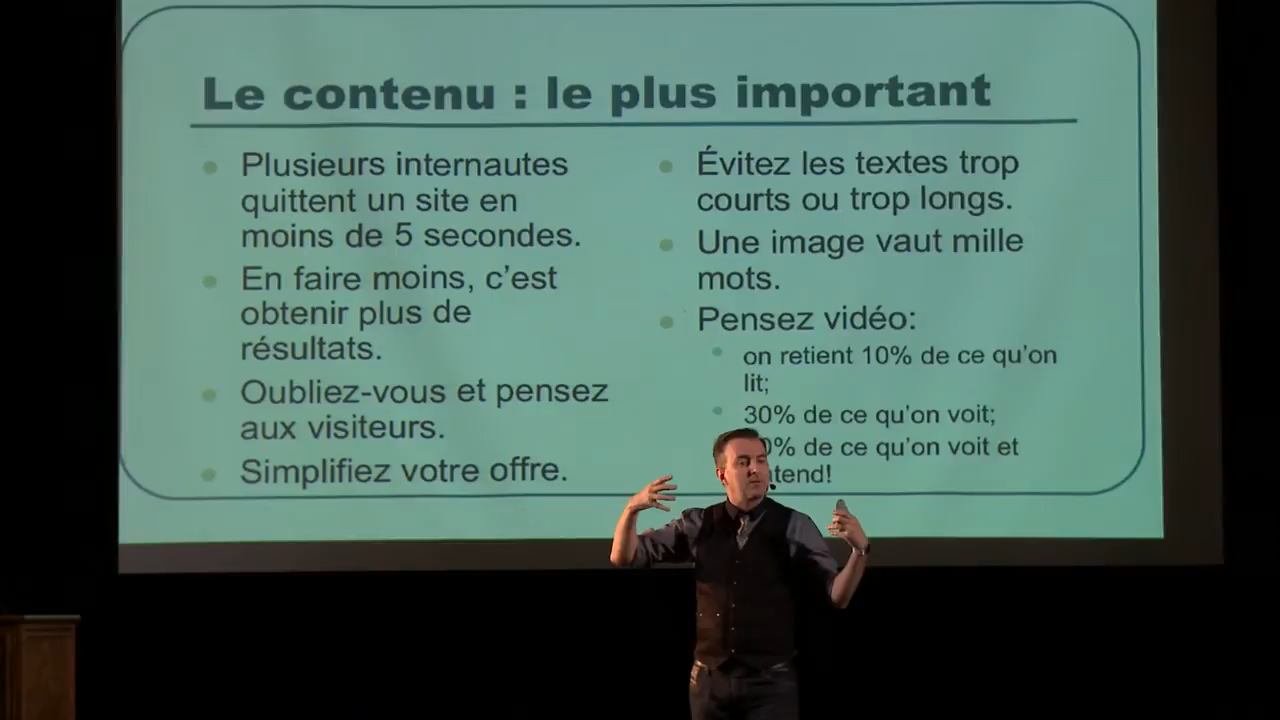 Le contenu : le plus important
Plusieurs internautes
quittent un site en
moins de 5 secondes.
En faire moins, c’est
obtenir plus de
résultats.
Oubliez-vous et pensez
aux visiteurs.
Simplifiez votre offre.
Évitez les textes trop
courts ou trop longs.
Une image vaut mille
mots.
Pensez vidéo:
on retient 10% de ce qu’on
lit;
30% de ce qu’on voit;
de ce qu’on voit et